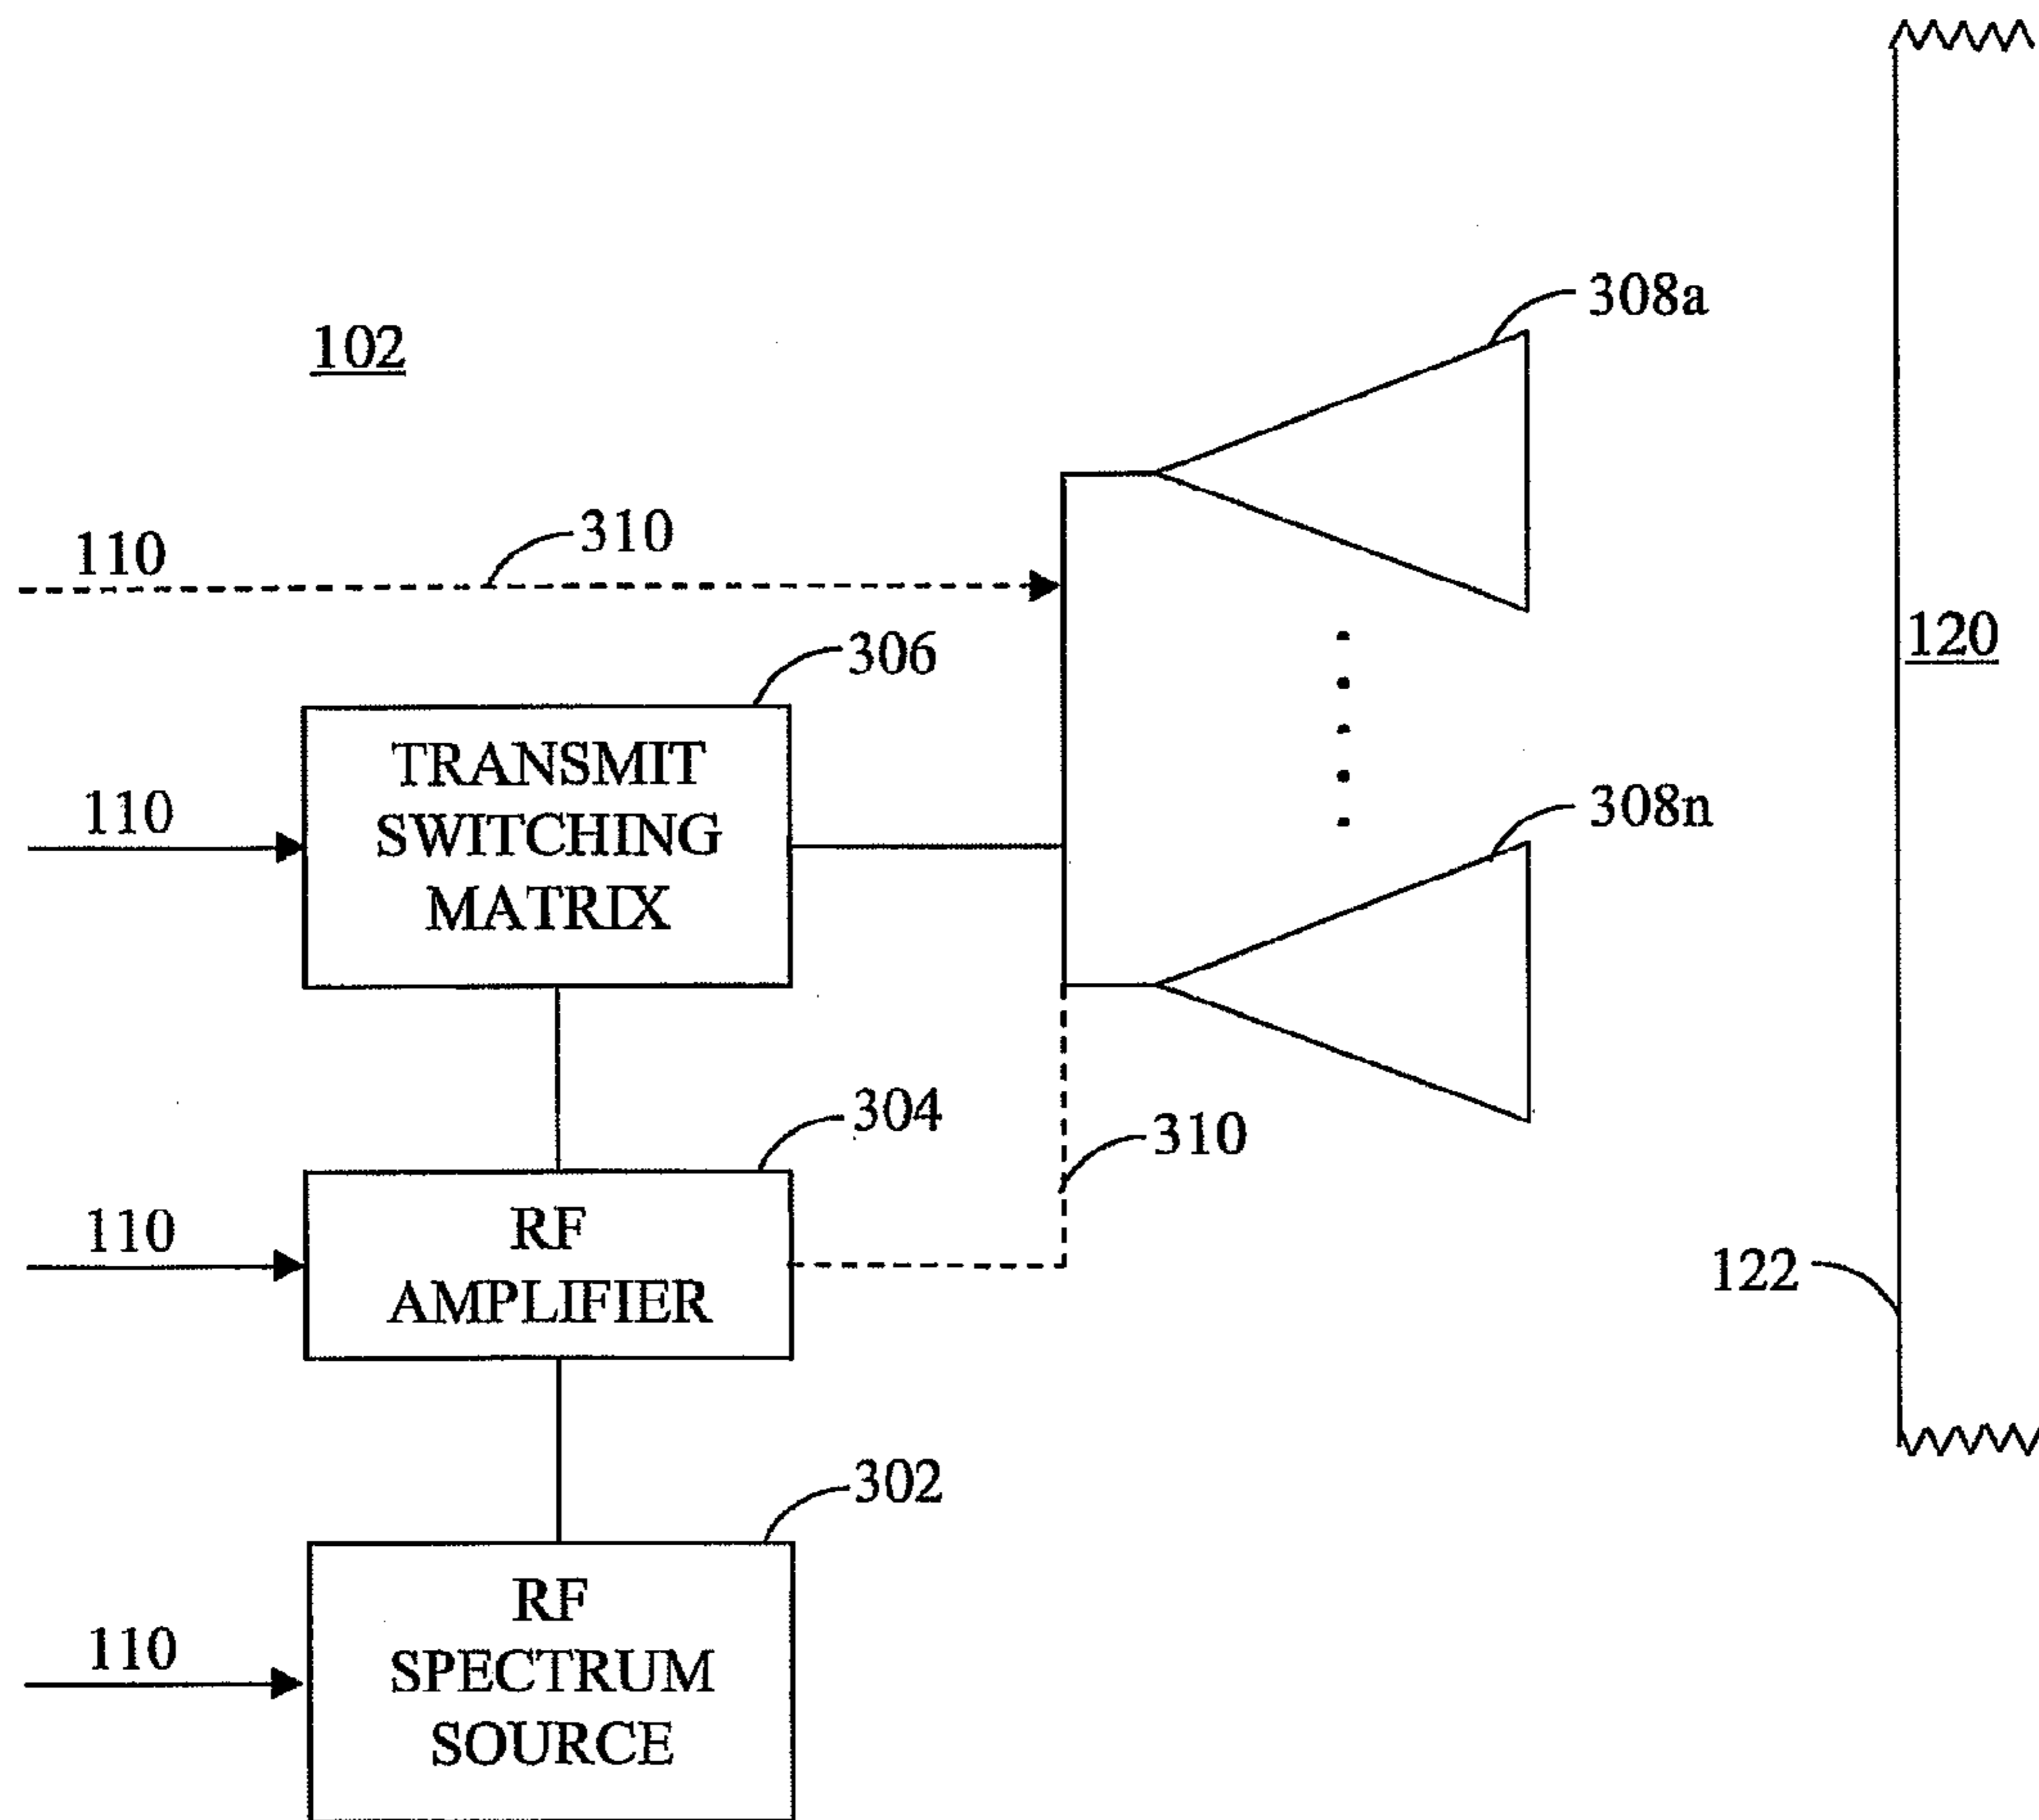 308a
102
310
110
120
306
TRANSMIT
SWITCHING
MATRIX
110
308n
304
310
RF
AMPLIFIER
110
122
302
RF
SPECTRUM
SOURCE
110